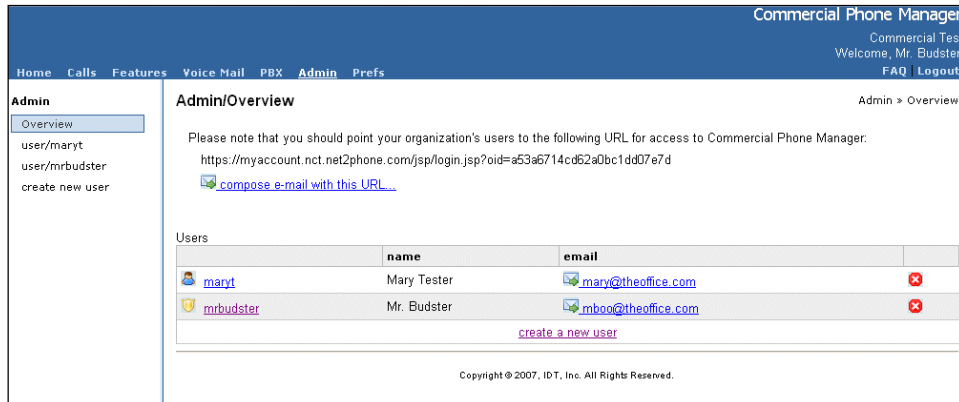 Commercial Phone Manager
Commercial Tes
Welcome, Mr. Budster
Home Calls Features Voice Mail PBX Admin Prefs
FAQ | Logout
Admin
Overview
user/maryt
user/mrbudster
create new user
Admin/Overview
Admin » Overview
Please note that you should point your organization's users to the following URL for access to Commercial Phone Manager:
https://myaccount.nct.net2phone.com/jsp/login.jsp?oid=a53a6714cd62a0bc1dd07e7d
compose e-mail with this URL...
Users
name email
maryt Mary Tester mary@theoffice.com
mrbudster Mr. Budster mboo@theoffice.com
create a new user
Copyright © 2007, IDT, Inc. All Rights Reserved.